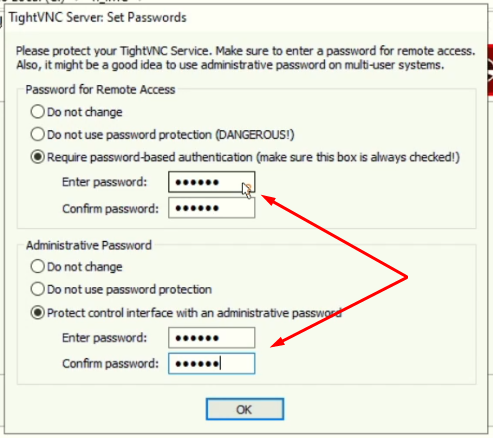 TightVNC Server: Set Passwords
Please protect your TightVNC Service. Make sure to enter a password for remote access.
Also, it might be a good idea to use administrative password on multi-user systems.
Password for Remote Access
Do not change
Do not use password protection (DANGEROUS!)
Require password-based authentication (make sure this box is always checked!)
Enter password: ••••••
Confirm password: ••••••
Administrative Password
Do not change
Do not use password protection
Protect control interface with an administrative password
Enter password: ••••••
Confirm password: ••••••
OK